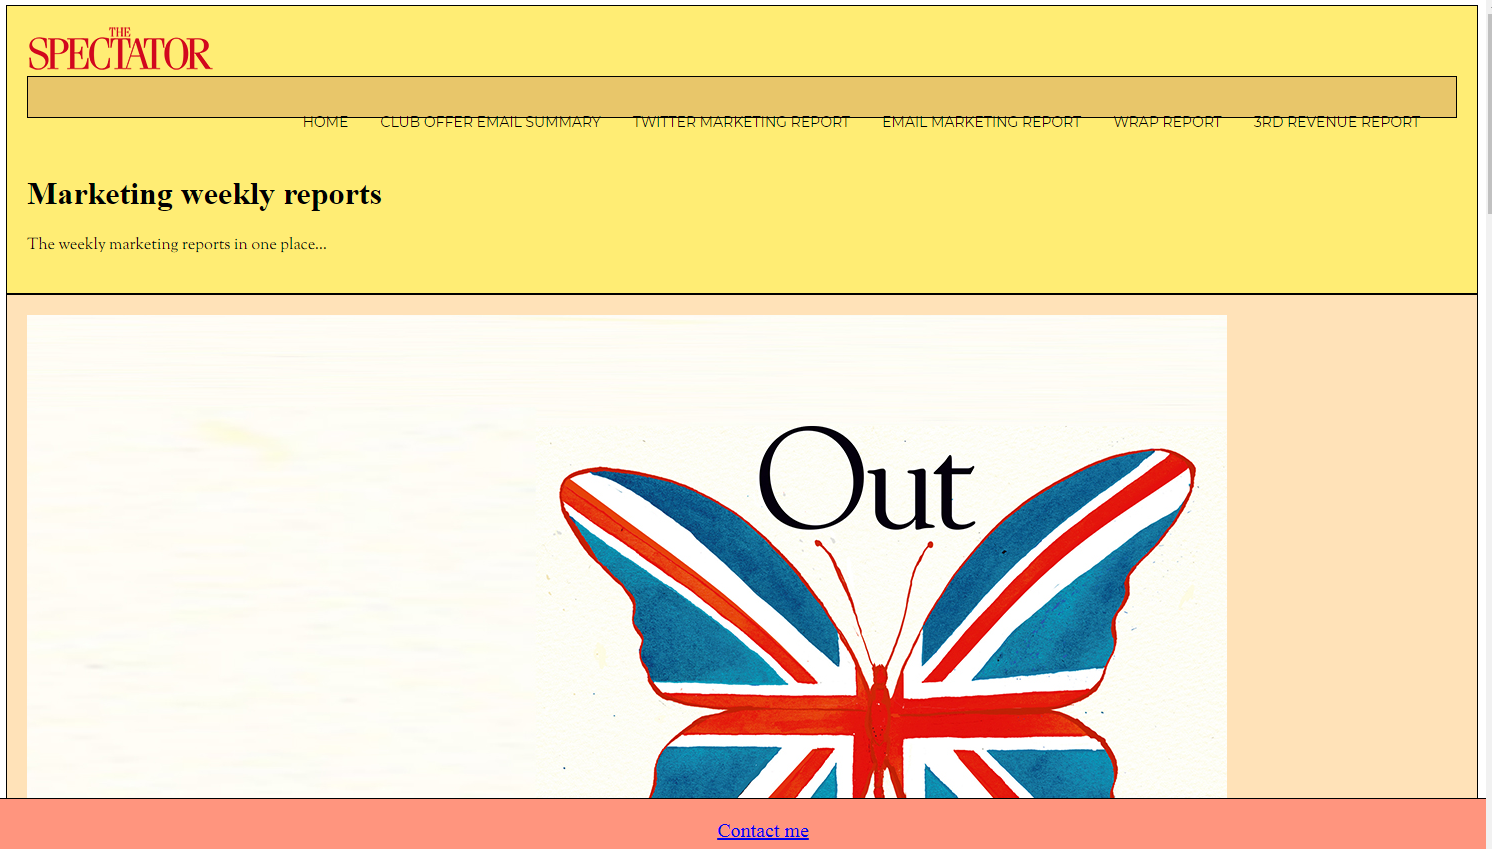 THE
SPECTATOR
HOME CLUB OFFER EMAIL SUMMARY TWITTER MARKETING REPORT EMAIL MARKETING REPORT WRAP REPORT 3RD REVENUE REPORT
Marketing weekly reports
The weekly marketing reports in one place...
Out
Contact me